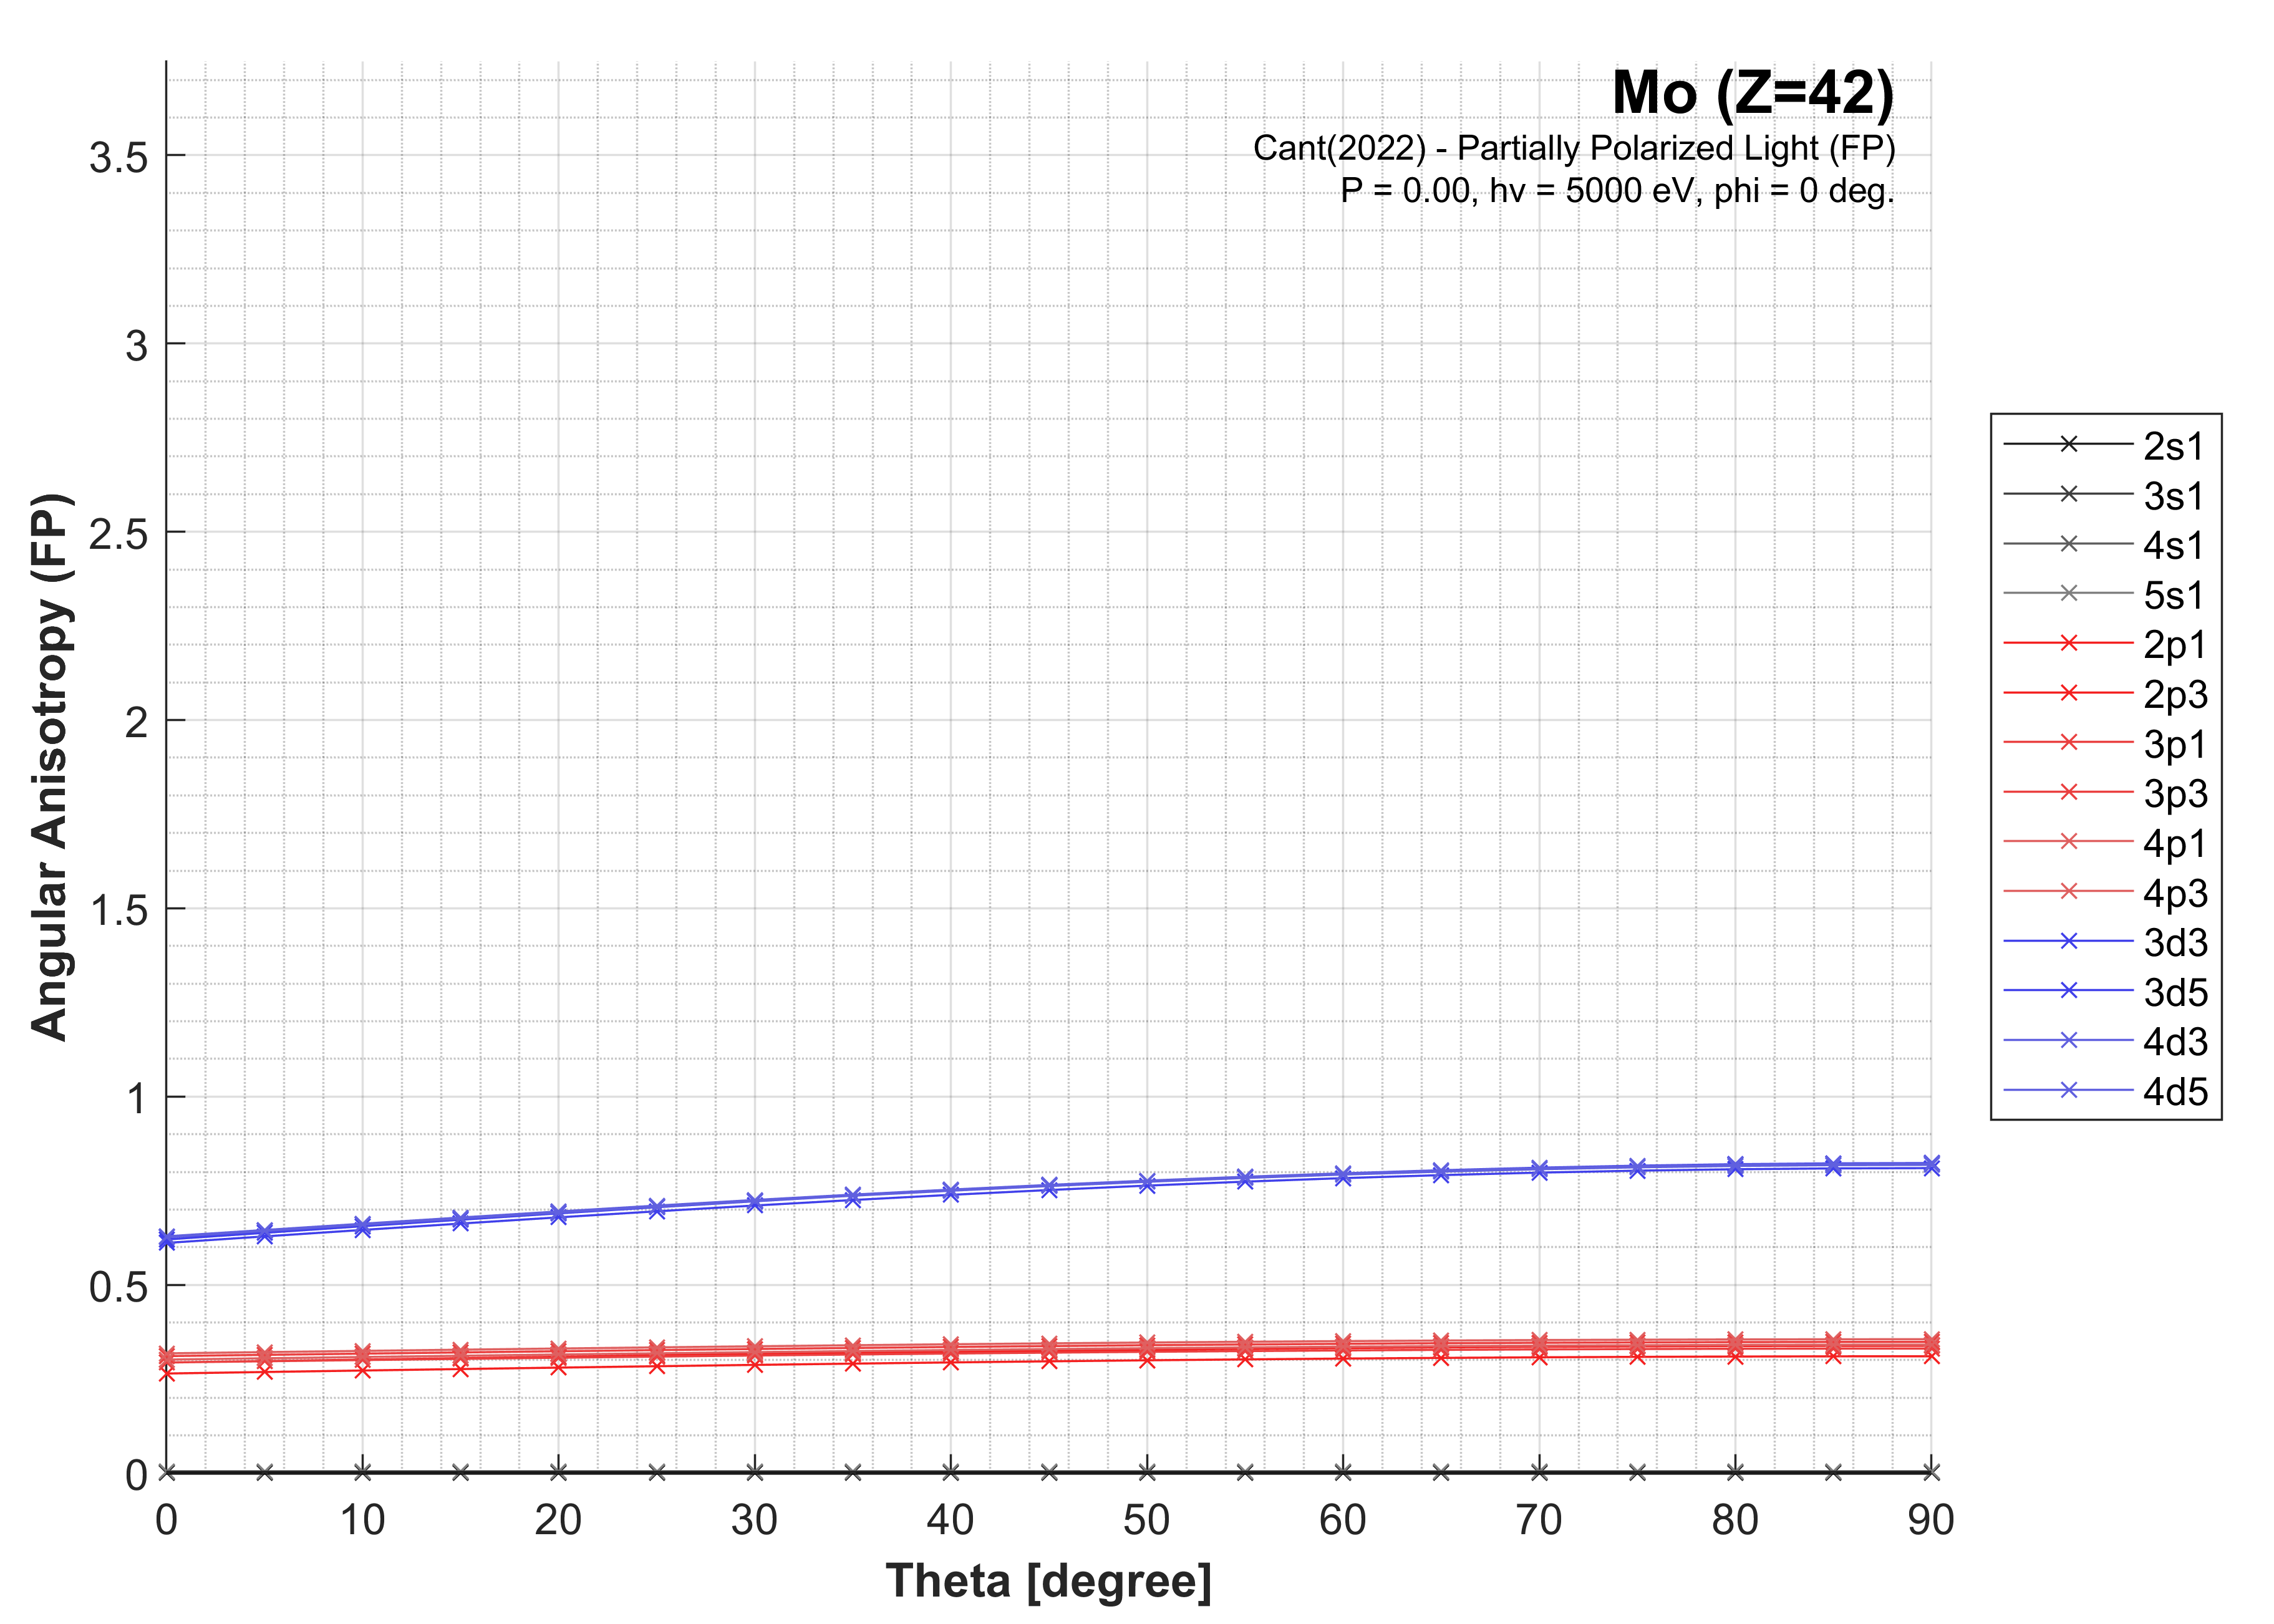 Mo (Z=42)
Cant(2022) - Partially Polarized Light (FP)
P = 0.00, hv = 5000 eV, phi = 0 deg.
Angular Anisotropy (FP)
3.5
3
2.5
2
1.5
1
0.5
0
0 10 20 30 40 50 60 70 80 90
Theta [degree]
2s1
3s1
4s1
5s1
2p1
2p3
3p1
3p3
4p1
4p3
3d3
3d5
4d3
4d5